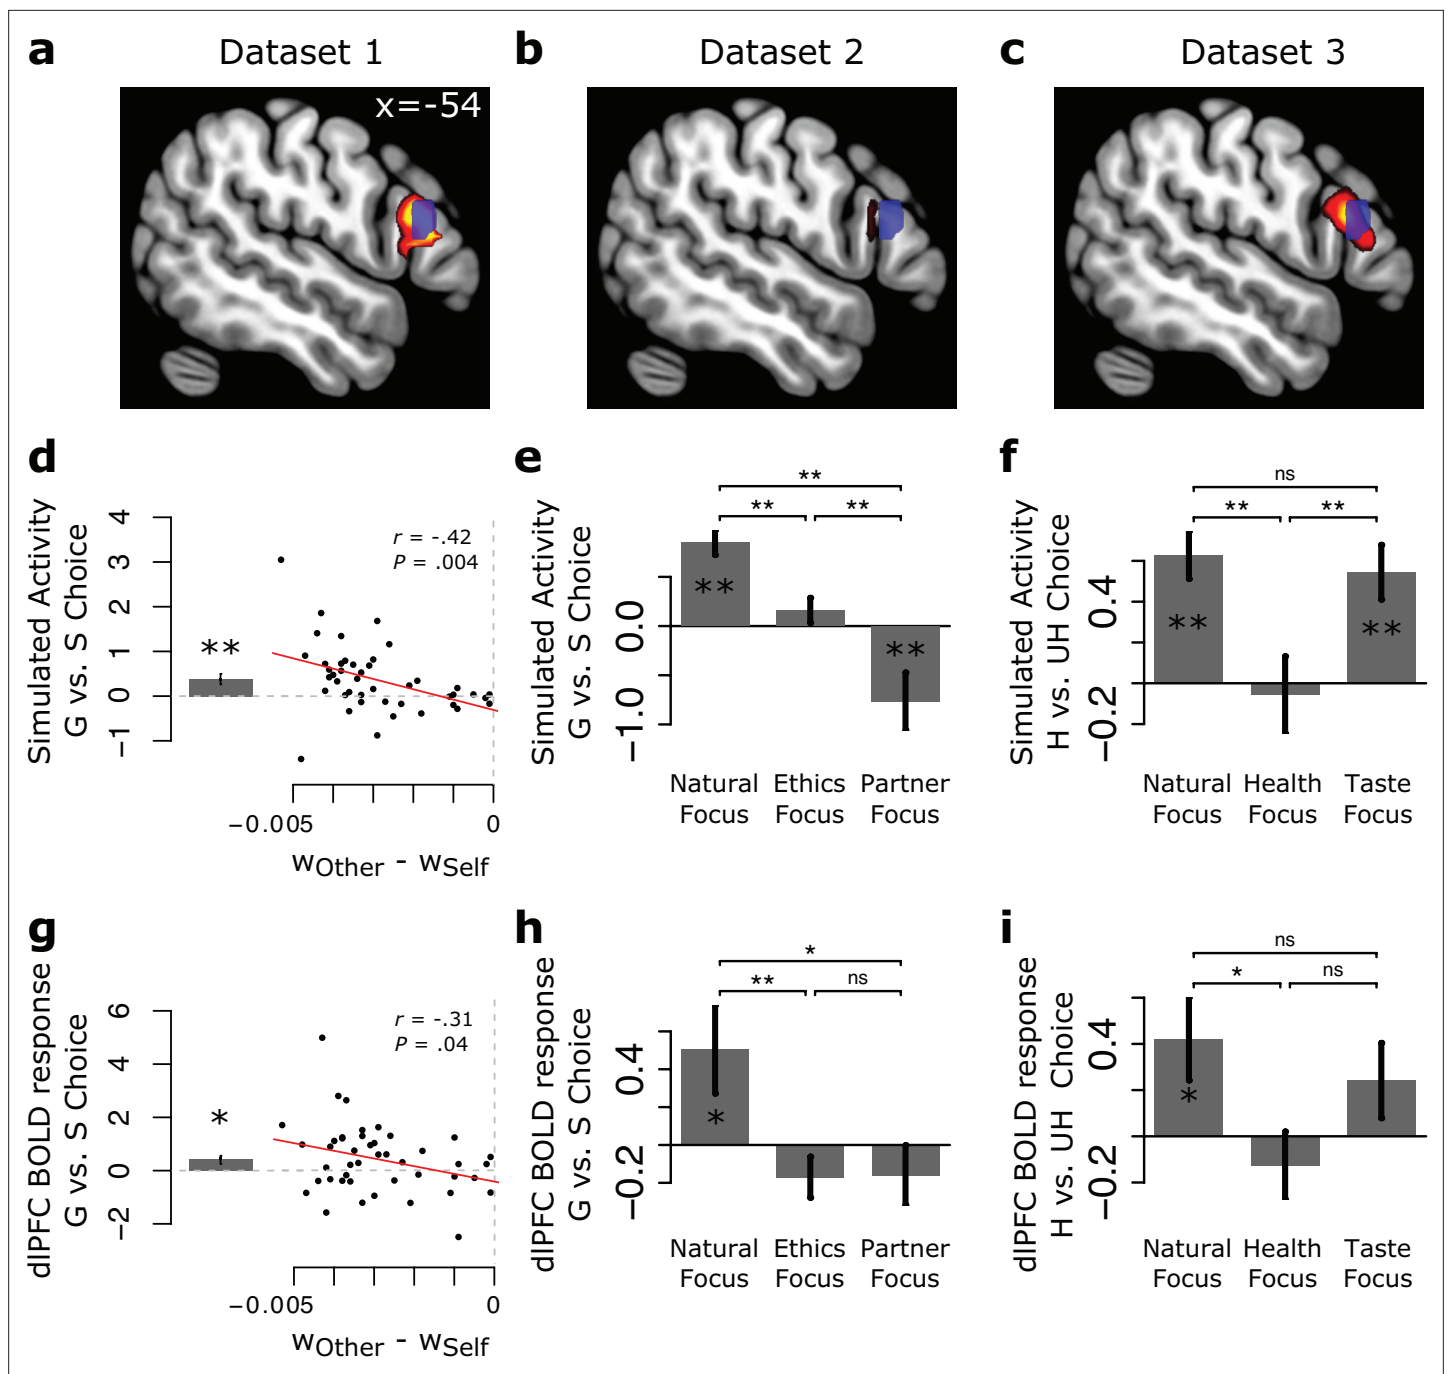 a Dataset 1
b Dataset 2
c Dataset 3
x=-54
d
Simulated Activity
G vs. S Choice
4
3
2
1
0
−1
**
r = -.42
P = .004
−0.005
0
wOther - wSelf
e
Simulated Activity
G vs. S Choice
0.0
−1.0
**
**
**
**
**
Natural
Focus
Ethics
Focus
Partner
Focus
f
Simulated Activity
H vs. UH Choice
0.4
−0.2
ns
**
**
**
**
Natural
Focus
Health
Focus
Taste
Focus
g
dlPFC BOLD response
G vs. S Choice
6
4
2
0
−2
*
r = -.31
P = .04
−0.005
0
wOther - wSelf
h
dlPFC BOLD response
G vs. S Choice
0.4
−0.2
*
**
ns
*
Natural
Focus
Ethics
Focus
Partner
Focus
i
dlPFC BOLD response
H vs. UH Choice
0.4
−0.2
ns
*
ns
*
Natural
Focus
Health
Focus
Taste
Focus